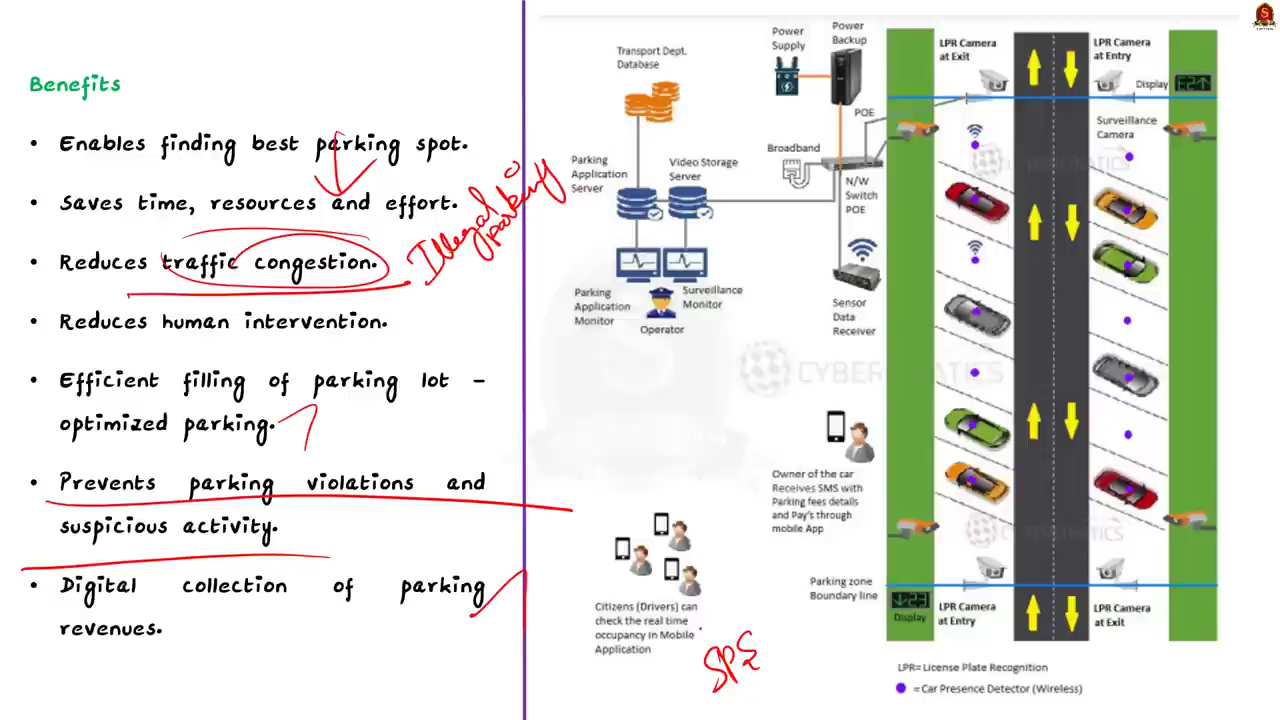 Benefits
• Enables finding best parking spot.
• Saves time, resources and effort.
• Reduces traffic congestion.
Illegal parking
• Reduces human intervention.
• Efficient filling of parking lot –
optimized parking.
• Prevents parking violations and
suspicious activity.
• Digital collection of parking
revenues.
Transport Dept.
Database
Power
Supply
Power
Backup
POE
Broadband
N/W
Switch
POE
Parking
Application
Server
Video Storage
Server
Parking
Application
Monitor
Surveillance
Monitor
Operator
Sensor
Data
Receiver
Owner of the car
Receives SMS with
Parking fees details
and Pay's through
mobile App
Citizens (Drivers) can
check the real time
occupancy in Mobile
Application
LPR Camera
at Exit
LPR Camera
at Entry
Display
Surveillance
Camera
CYBERNATICS
Parking zone
Boundary line
Display
LPR Camera
at Entry
LPR Camera
at Exit
LPR= License Plate Recognition
= Car Presence Detector (Wireless)